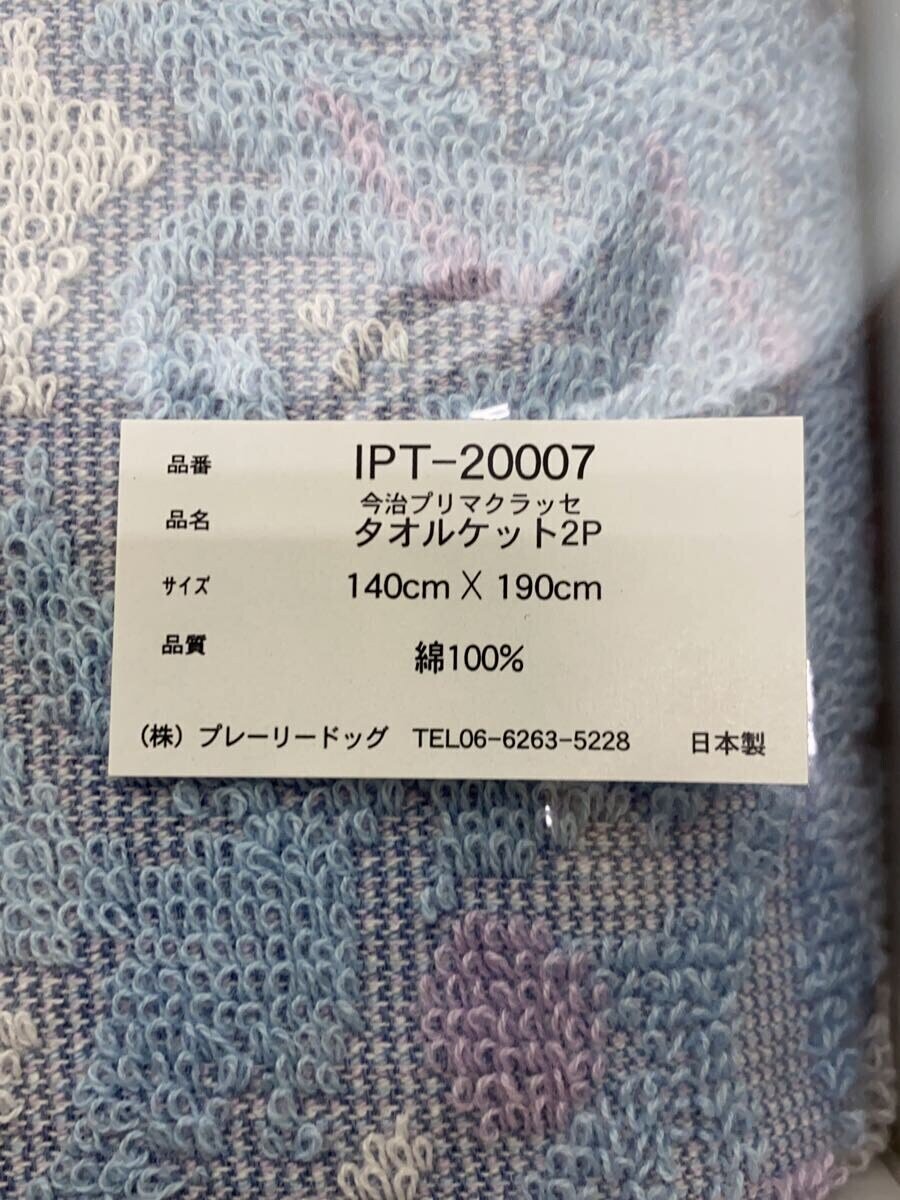 品番 IPT-20007
今治プリマクラッセ
品名 タオルケット2P
サイズ 140cm X 190cm
品質 綿100%
(株)プレーリードッグ TEL06-6263-5228 日本製